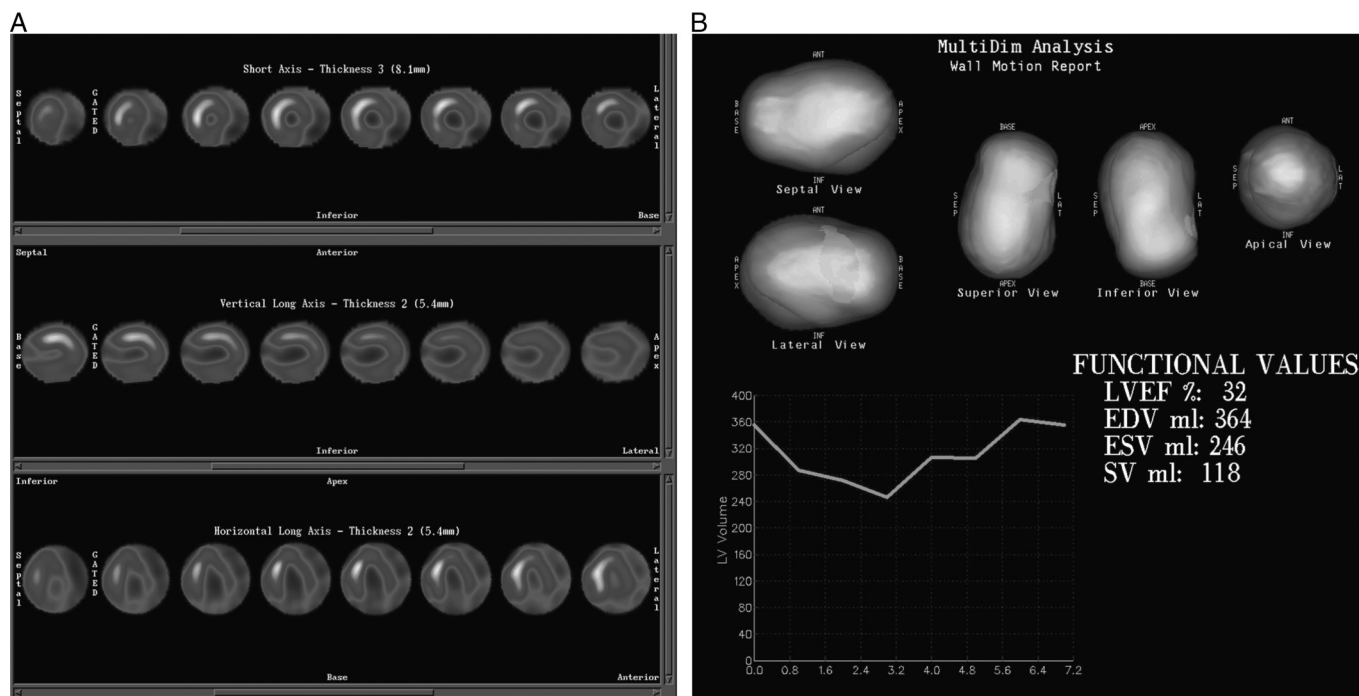 A
Short Axis - Thickness 3 (8.1mm)
Septal
GATED
Lateral
Inferior
Base
Septal
Anterior
Vertical Long Axis - Thickness 2 (5.4mm)
Base
GATED
Apex
Inferior
Lateral
Inferior
Apex
Horizontal Long Axis - Thickness 2 (5.4mm)
Septal
GATED
Lateral
Base
Anterior
B
MultiDim Analysis
Wall Motion Report
ANT
BASE
APEX
INF
Septal View
ANT
APEX
BASE
INF
Lateral View
BASE
SEP
LAT
APEX
Superior View
APEX
SEP
LAT
BASE
Inferior View
ANT
SEP
LAT
INF
Apical View
FUNCTIONAL VALUES
LVEF %: 32
EDV ml: 364
ESV ml: 246
SV ml: 118
LV Volume
400
360
320
280
240
200
160
120
80
40
0
0.0 0.8 1.6 2.4 3.2 4.0 4.8 5.6 6.4 7.2